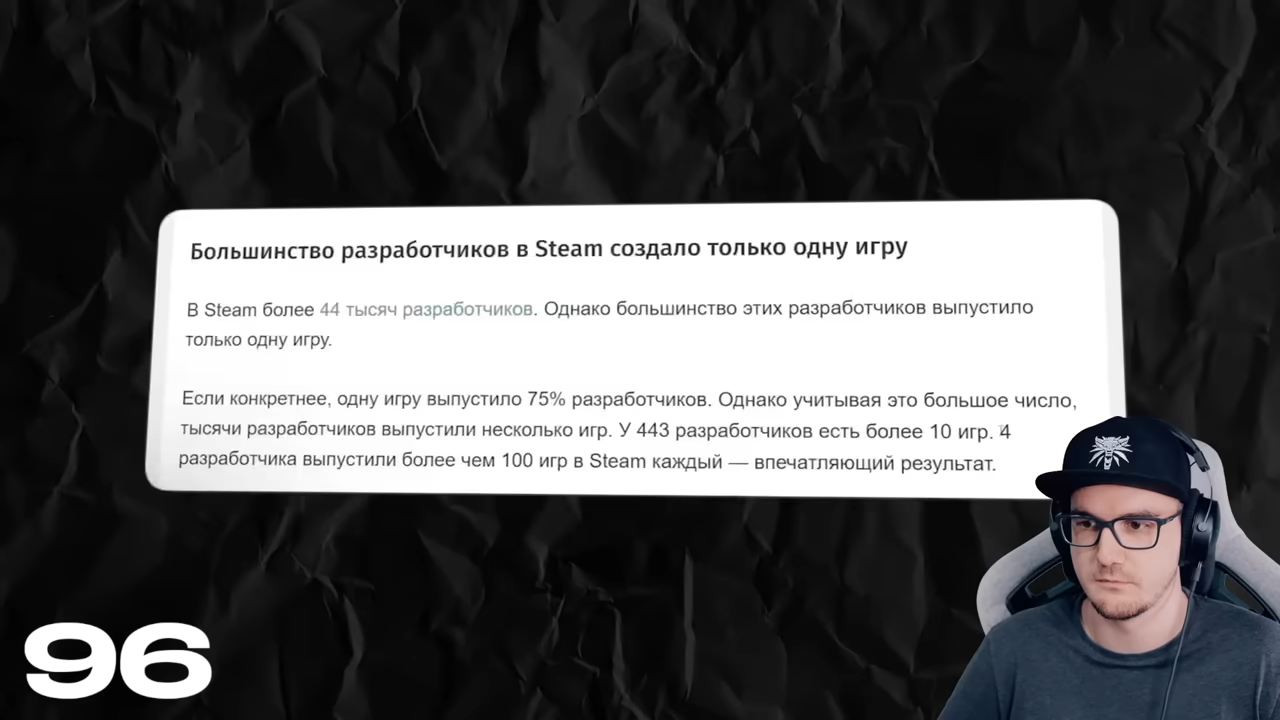 Большинство разработчиков в Steam создало только одну игру
В Steam более 44 тысяч разработчиков. Однако большинство этих разработчиков выпустило
только одну игру.
Если конкретнее, одну игру выпустило 75% разработчиков. Однако учитывая это большое число,
тысячи разработчиков выпустили несколько игр. У 443 разработчиков есть более 10 игр. 4
разработчика выпустили более чем 100 игр в Steam каждый — впечатляющий результат.
96